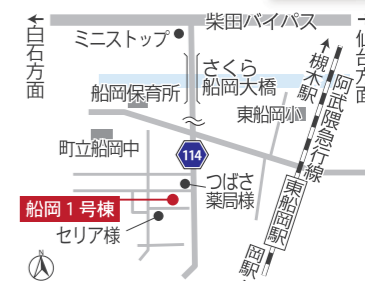 柴田バイパス
←白石方面
→仙台方面
ミニストップ
さくら
船岡大橋
↑槻木駅
阿武隈急行線
船岡保育所
東船岡小
町立船岡中
114
つばさ
薬局様
東船岡駅
船岡1号棟
セリア様
船岡駅
N